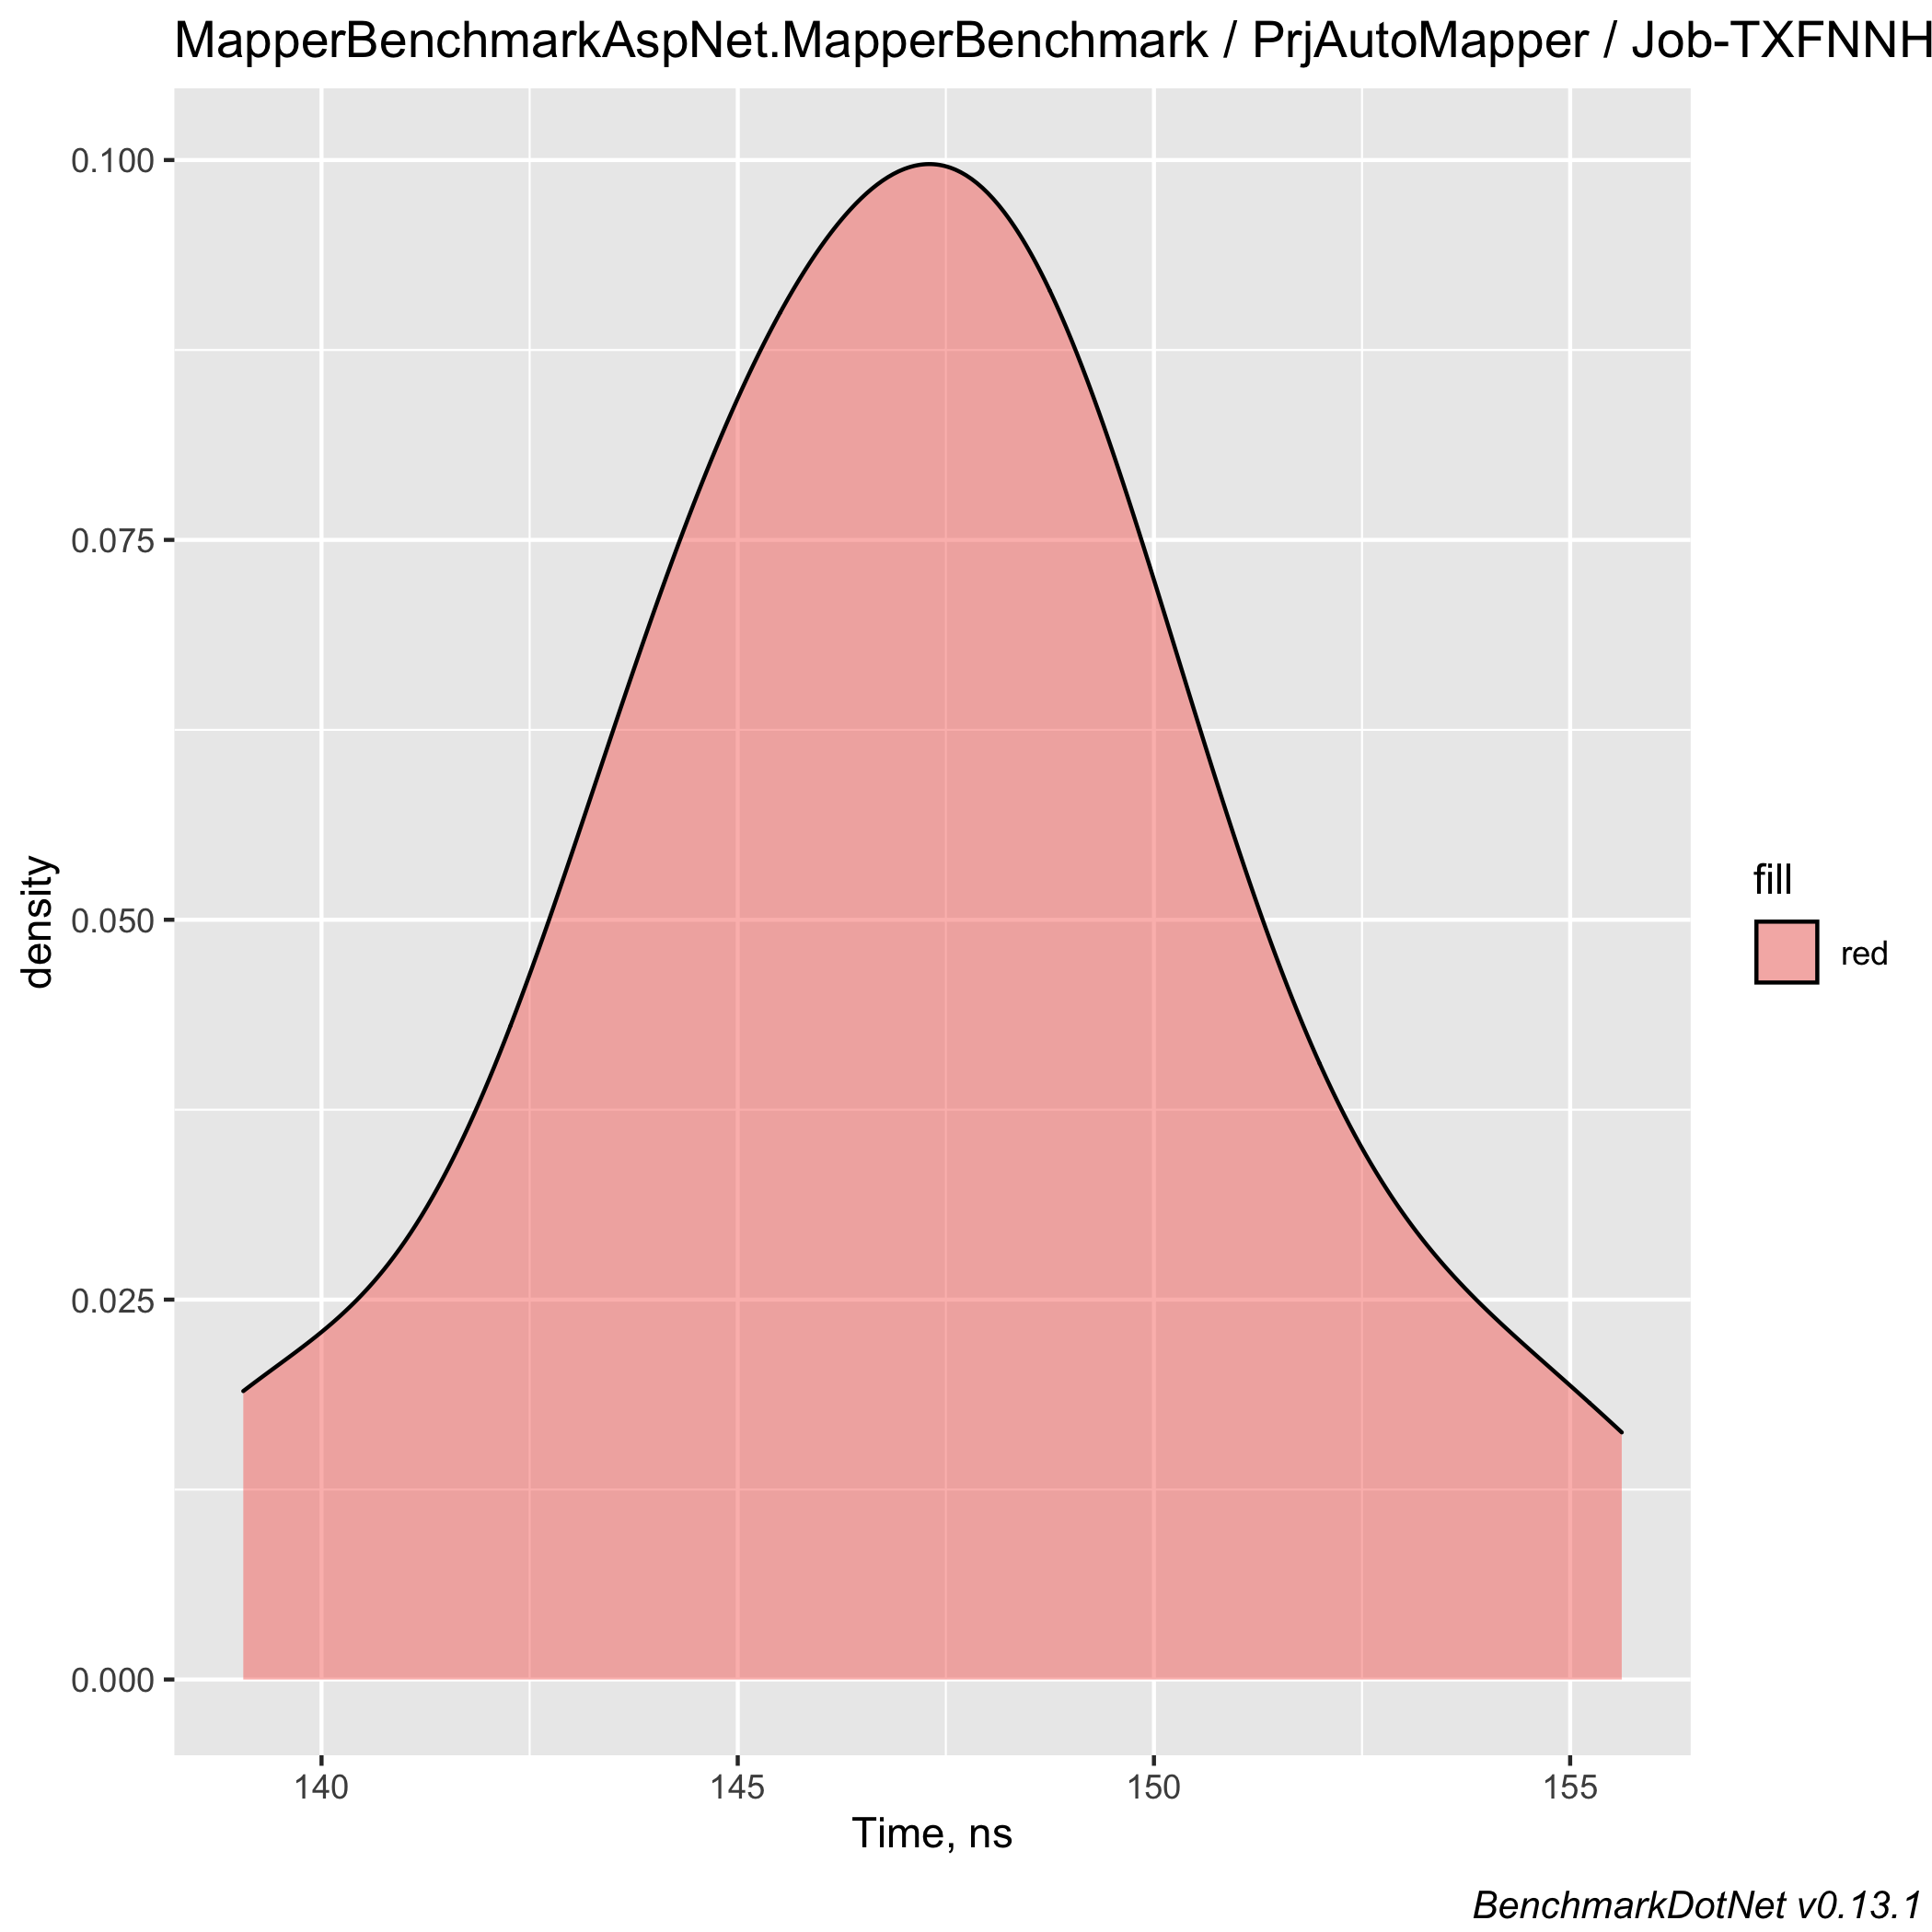 MapperBenchmarkAspNet.MapperBenchmark / PrjAutoMapper / Job-TXFNNH
0.100
0.075
0.050
0.025
0.000
density
140 145 150 155
Time, ns
fill
red
BenchmarkDotNet v0.13.1